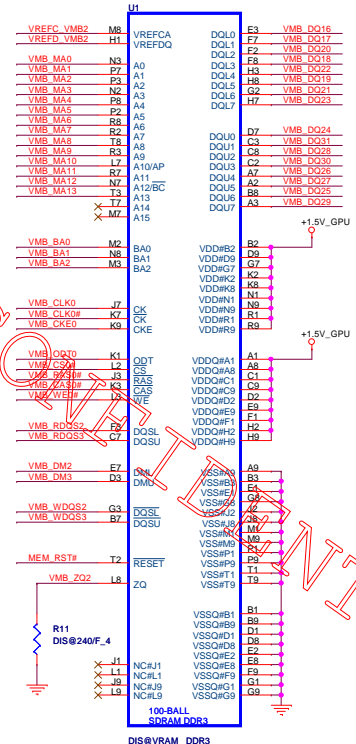 U1
VREFC_VMB2 M8 VREFCA
VREFD_VMB2 H1 VREFDQ
VMB_MA0 N3 A0
VMB_MA1 P7 A1
VMB_MA2 P3 A2
VMB_MA3 N2 A3
VMB_MA4 P8 A4
VMB_MA5 P2 A5
VMB_MA6 R8 A6
VMB_MA7 R2 A7
VMB_MA8 T8 A8
VMB_MA9 R3 A9
VMB_MA10 L7 A10/AP
VMB_MA11 R7 A11
VMB_MA12 N7 A12/BC
VMB_MA13 T3 A13
T7 A14
M7 A15
VMB_BA0 M2 BA0
VMB_BA1 N8 BA1
VMB_BA2 M3 BA2
VMB_CLK0 J7 CK
VMB_CLK0# K7 CK
VMB_CKE0 K9 CKE
VMB_ODT0 K1 ODT
VMB_CS0# L2 CS
VMB_RAS0# J3 RAS
VMB_CAS0# K3 CAS
VMB_WE0# L3 WE
VMB_RDQS2 F3 DQSL
VMB_RDQS3 C7 DQSU
VMB_DM2 E7 DML
VMB_DM3 D3 DMU
VMB_WDQS2 G3 DQSL
VMB_WDQS3 B7 DQSU
MEM_RST# T2 RESET
VMB_ZQ2 L8 ZQ
R11
DIS@240/F_4
J1 NC#J1
L1 NC#L1
J9 NC#J9
L9 NC#L9
DQL0 E3 VMB_DQ16
DQL1 F7 VMB_DQ17
DQL2 F2 VMB_DQ20
DQL3 F8 VMB_DQ18
DQL4 H3 VMB_DQ22
DQL5 H8 VMB_DQ19
DQL6 G2 VMB_DQ21
DQL7 H7 VMB_DQ23
DQU0 D7 VMB_DQ24
DQU1 C3 VMB_DQ31
DQU2 C8 VMB_DQ28
DQU3 C2 VMB_DQ30
DQU4 A7 VMB_DQ26
DQU5 A2 VMB_DQ27
DQU6 B8 VMB_DQ25
DQU7 A3 VMB_DQ29
+1.5V_GPU
VDD#B2 B2
VDD#D9 D9
VDD#G7 G7
VDD#K2 K2
VDD#K8 K8
VDD#N1 N1
VDD#N9 N9
VDD#R1 R1
VDD#R9 R9
+1.5V_GPU
VDDQ#A1 A1
VDDQ#A8 A8
VDDQ#C1 C1
VDDQ#C9 C9
VDDQ#D2 D2
VDDQ#E9 E9
VDDQ#F1 F1
VDDQ#H2 H2
VDDQ#H9 H9
VSS#A9 A9
VSS#B3 B3
VSS#E1 E1
VSS#G8 G8
VSS#J2 J2
VSS#J8 J8
VSS#M1 M1
VSS#M9 M9
VSS#P1 P1
VSS#P9 P9
VSS#T1 T1
VSS#T9 T9
VSSQ#B1 B1
VSSQ#B9 B9
VSSQ#D1 D1
VSSQ#D8 D8
VSSQ#E2 E2
VSSQ#E8 E8
VSSQ#F9 F9
VSSQ#G1 G1
VSSQ#G9 G9
100-BALL
SDRAM DDR3
DIS@VRAM_DDR3